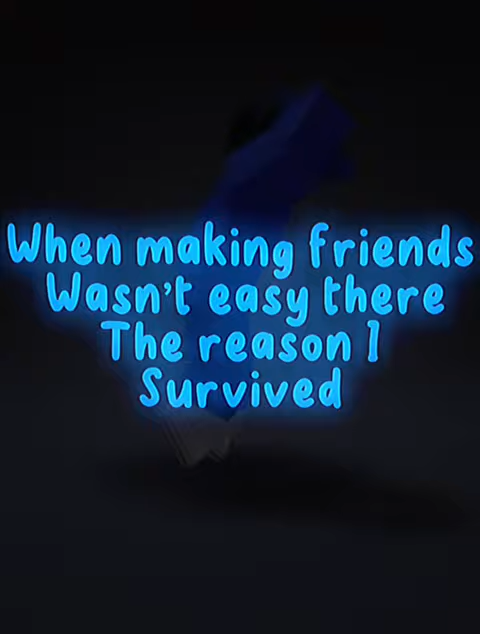 When making friends
Wasn't easy there
The reason I
Survived